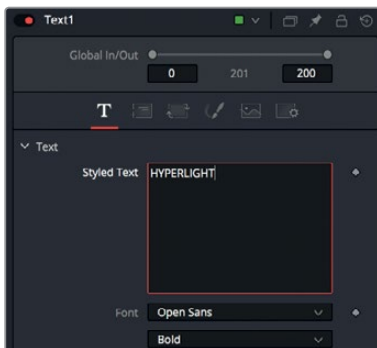 Text1
Global In/Out
0 201 200
T
Text
Styled Text HYPERLIGHT
Font Open Sans
Bold